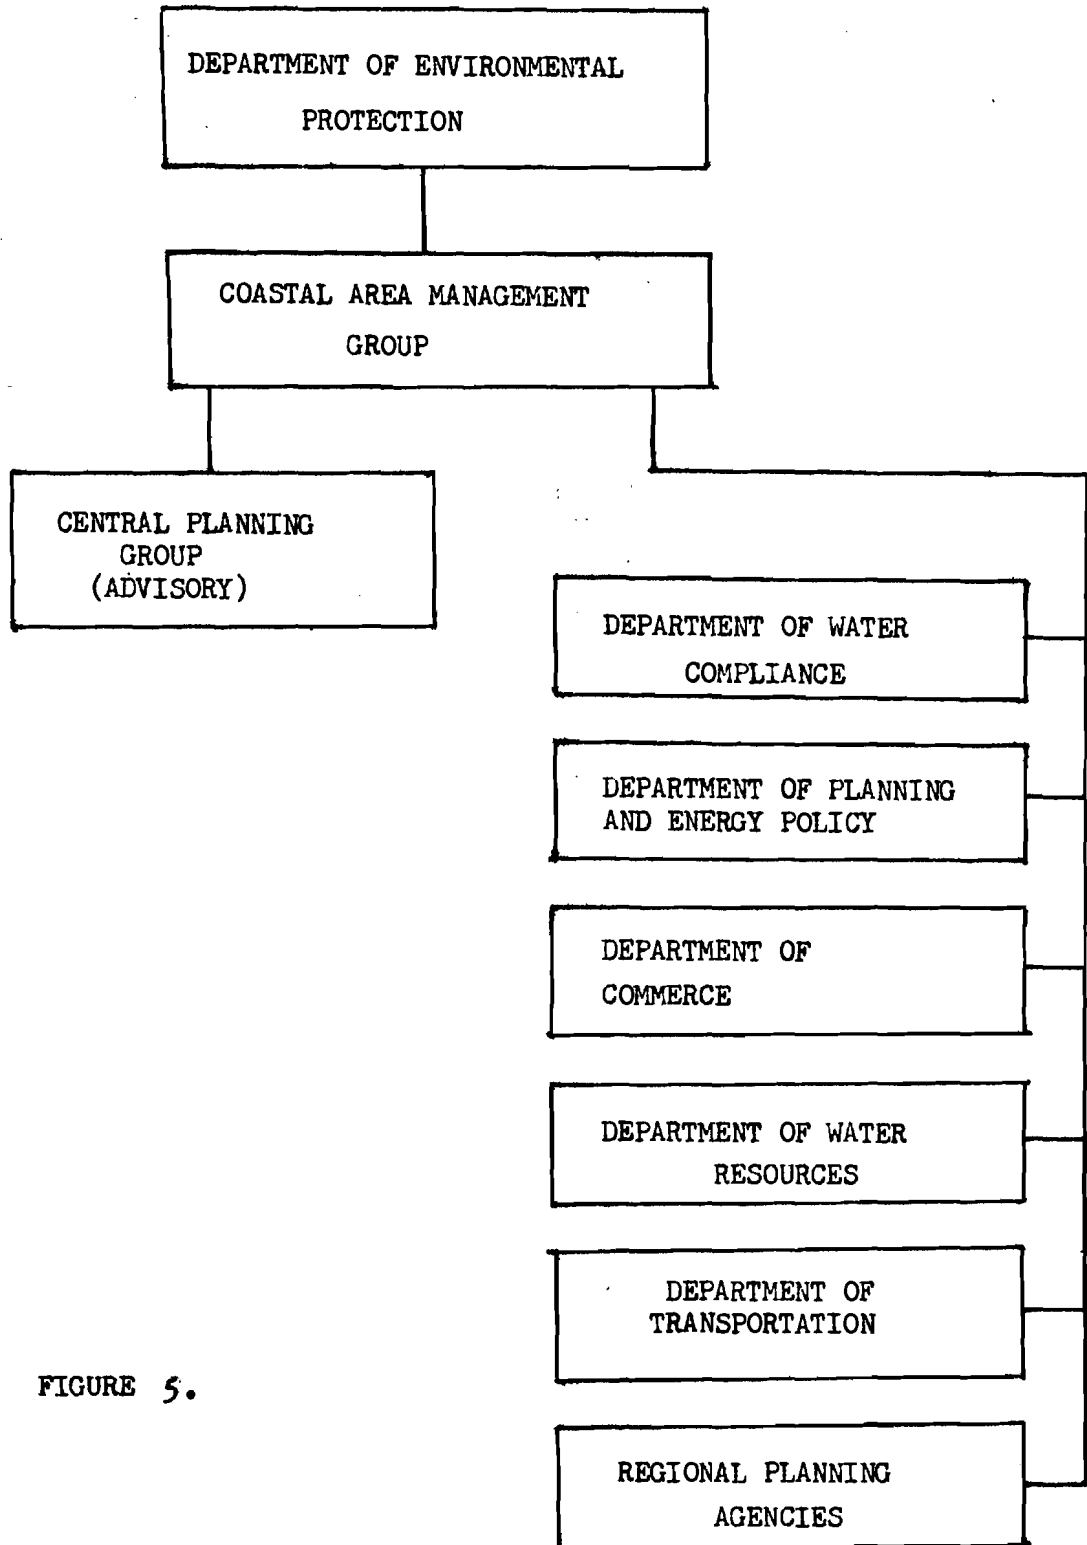 DEPARTMENT OF ENVIRONMENTAL
PROTECTION
COASTAL AREA MANAGEMENT
GROUP
CENTRAL PLANNING
GROUP
(ADVISORY)
DEPARTMENT OF WATER
COMPLIANCE
DEPARTMENT OF PLANNING
AND ENERGY POLICY
DEPARTMENT OF
COMMERCE
DEPARTMENT OF WATER
RESOURCES
DEPARTMENT OF
TRANSPORTATION
FIGURE 5.
REGIONAL PLANNING
AGENCIES